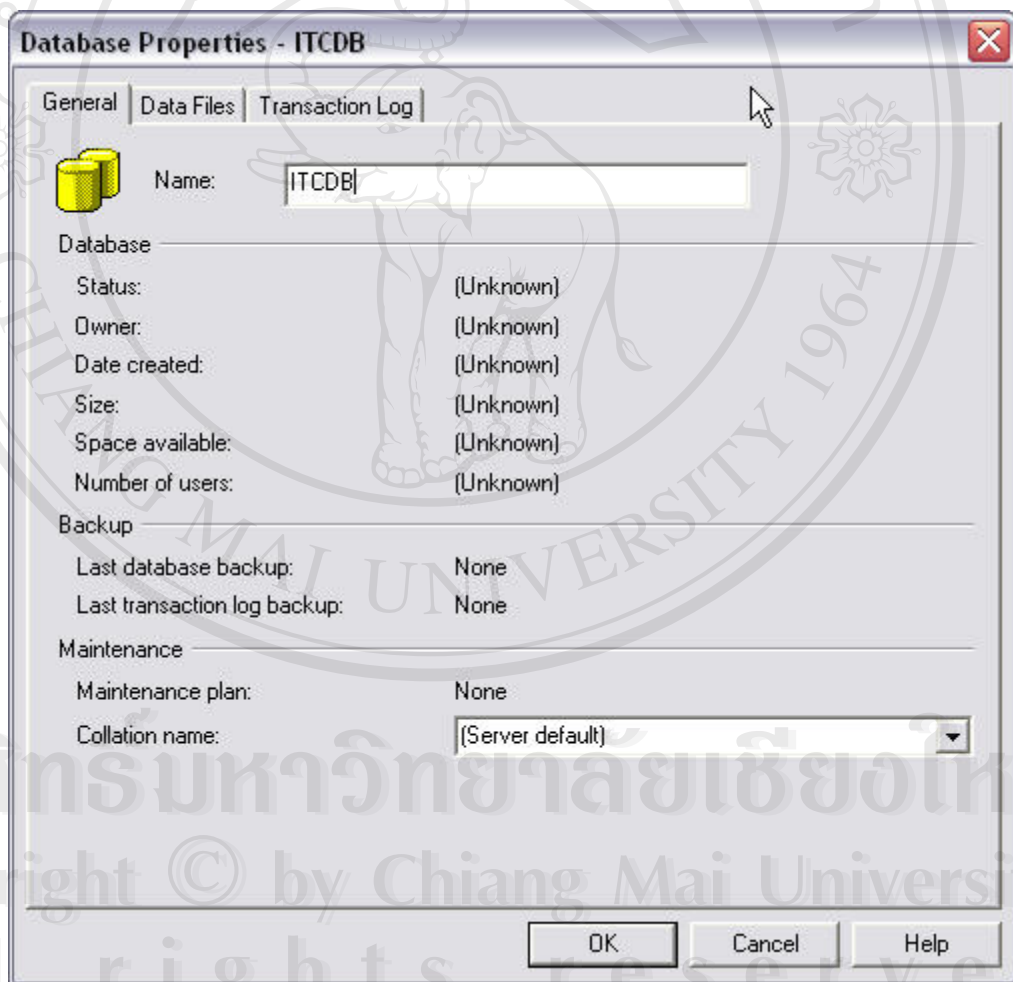 Database Properties - ITCDB
General Data Files Transaction Log
Name: ITCDB
Database
Status: (Unknown)
Owner: (Unknown)
Date created: (Unknown)
Size: (Unknown)
Space available: (Unknown)
Number of users: (Unknown)
Backup
Last database backup: None
Last transaction log backup: None
Maintenance
Maintenance plan: None
Collation name: (Server default)
OK Cancel Help
CHIANG MAI UNIVERSITY 1964
© by Chiang Mai